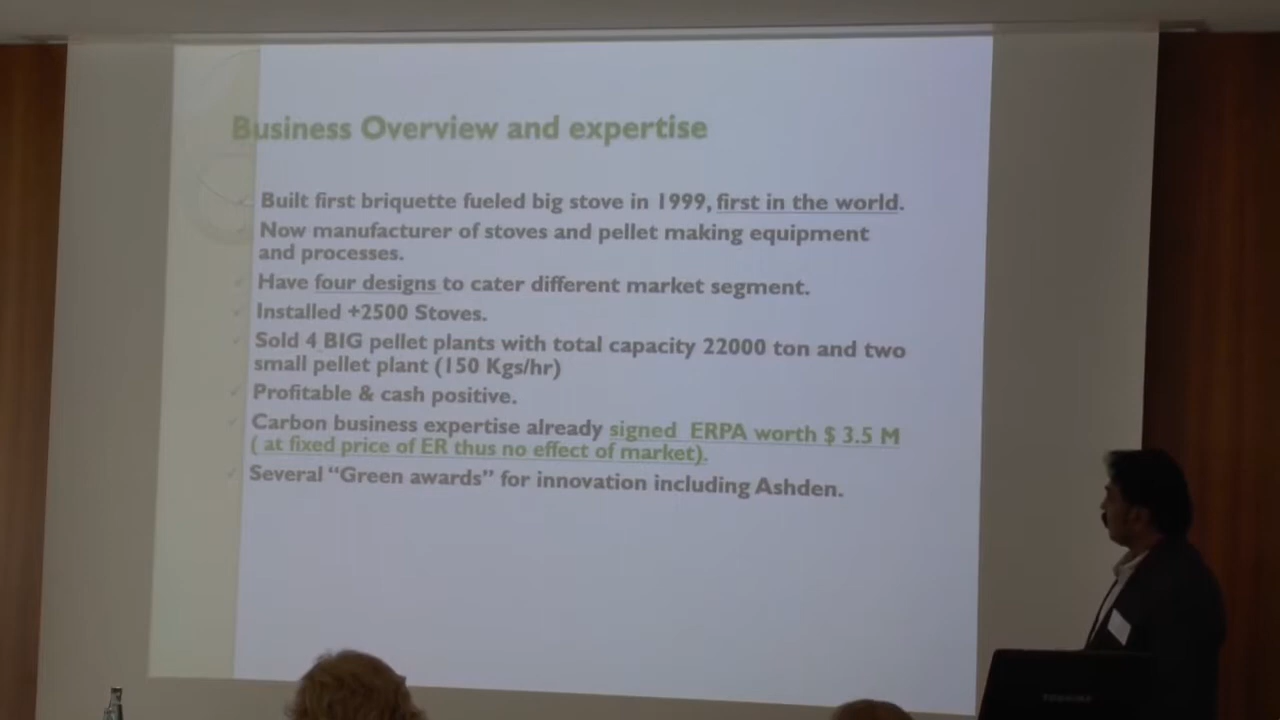 Business Overview and expertise
Built first briquette fueled big stove in 1999, first in the world.
Now manufacturer of stoves and pellet making equipment
and processes.
Have four designs to cater different market segment.
Installed +2500 Stoves.
Sold 4 BIG pellet plants with total capacity 22000 ton and two
small pellet plant (150 Kgs/hr)
Profitable & cash positive.
Carbon business expertise already signed ERPA worth $ 3.5 M
( at fixed price of ER thus no effect of market).
Several “Green awards” for innovation including Ashden.
TOSHIBA